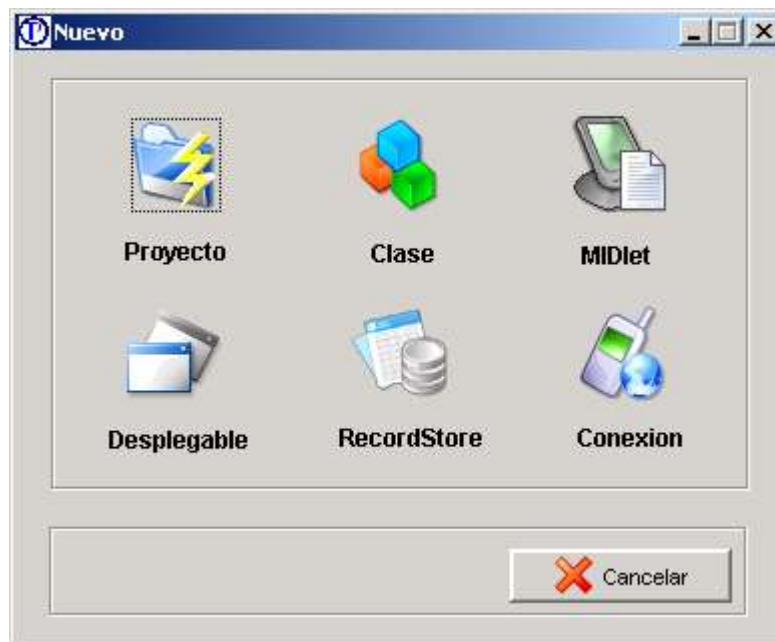 Nuevo
Proyecto Clase MIDlet
Desplegable RecordStore Conexion
Cancelar